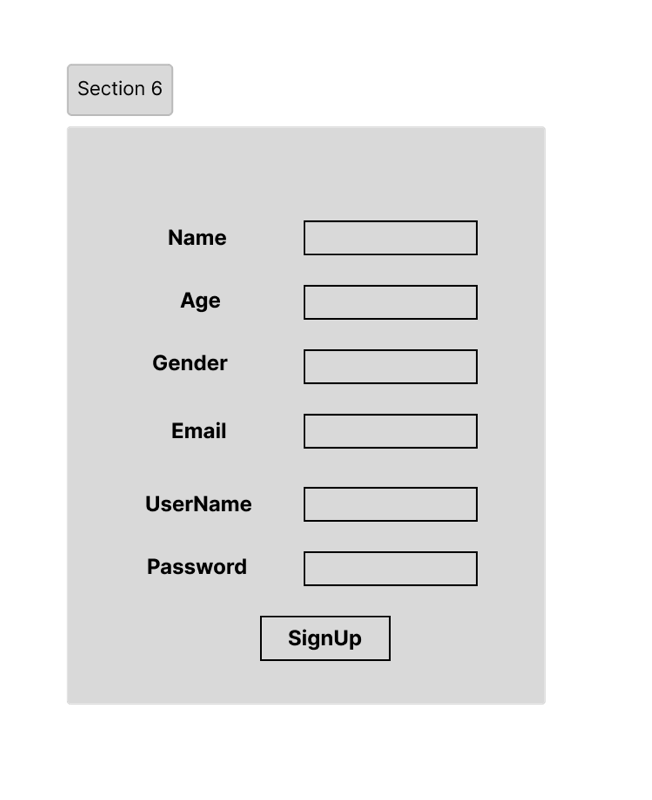 Section 6
Name
Age
Gender
Email
UserName
Password
SignUp